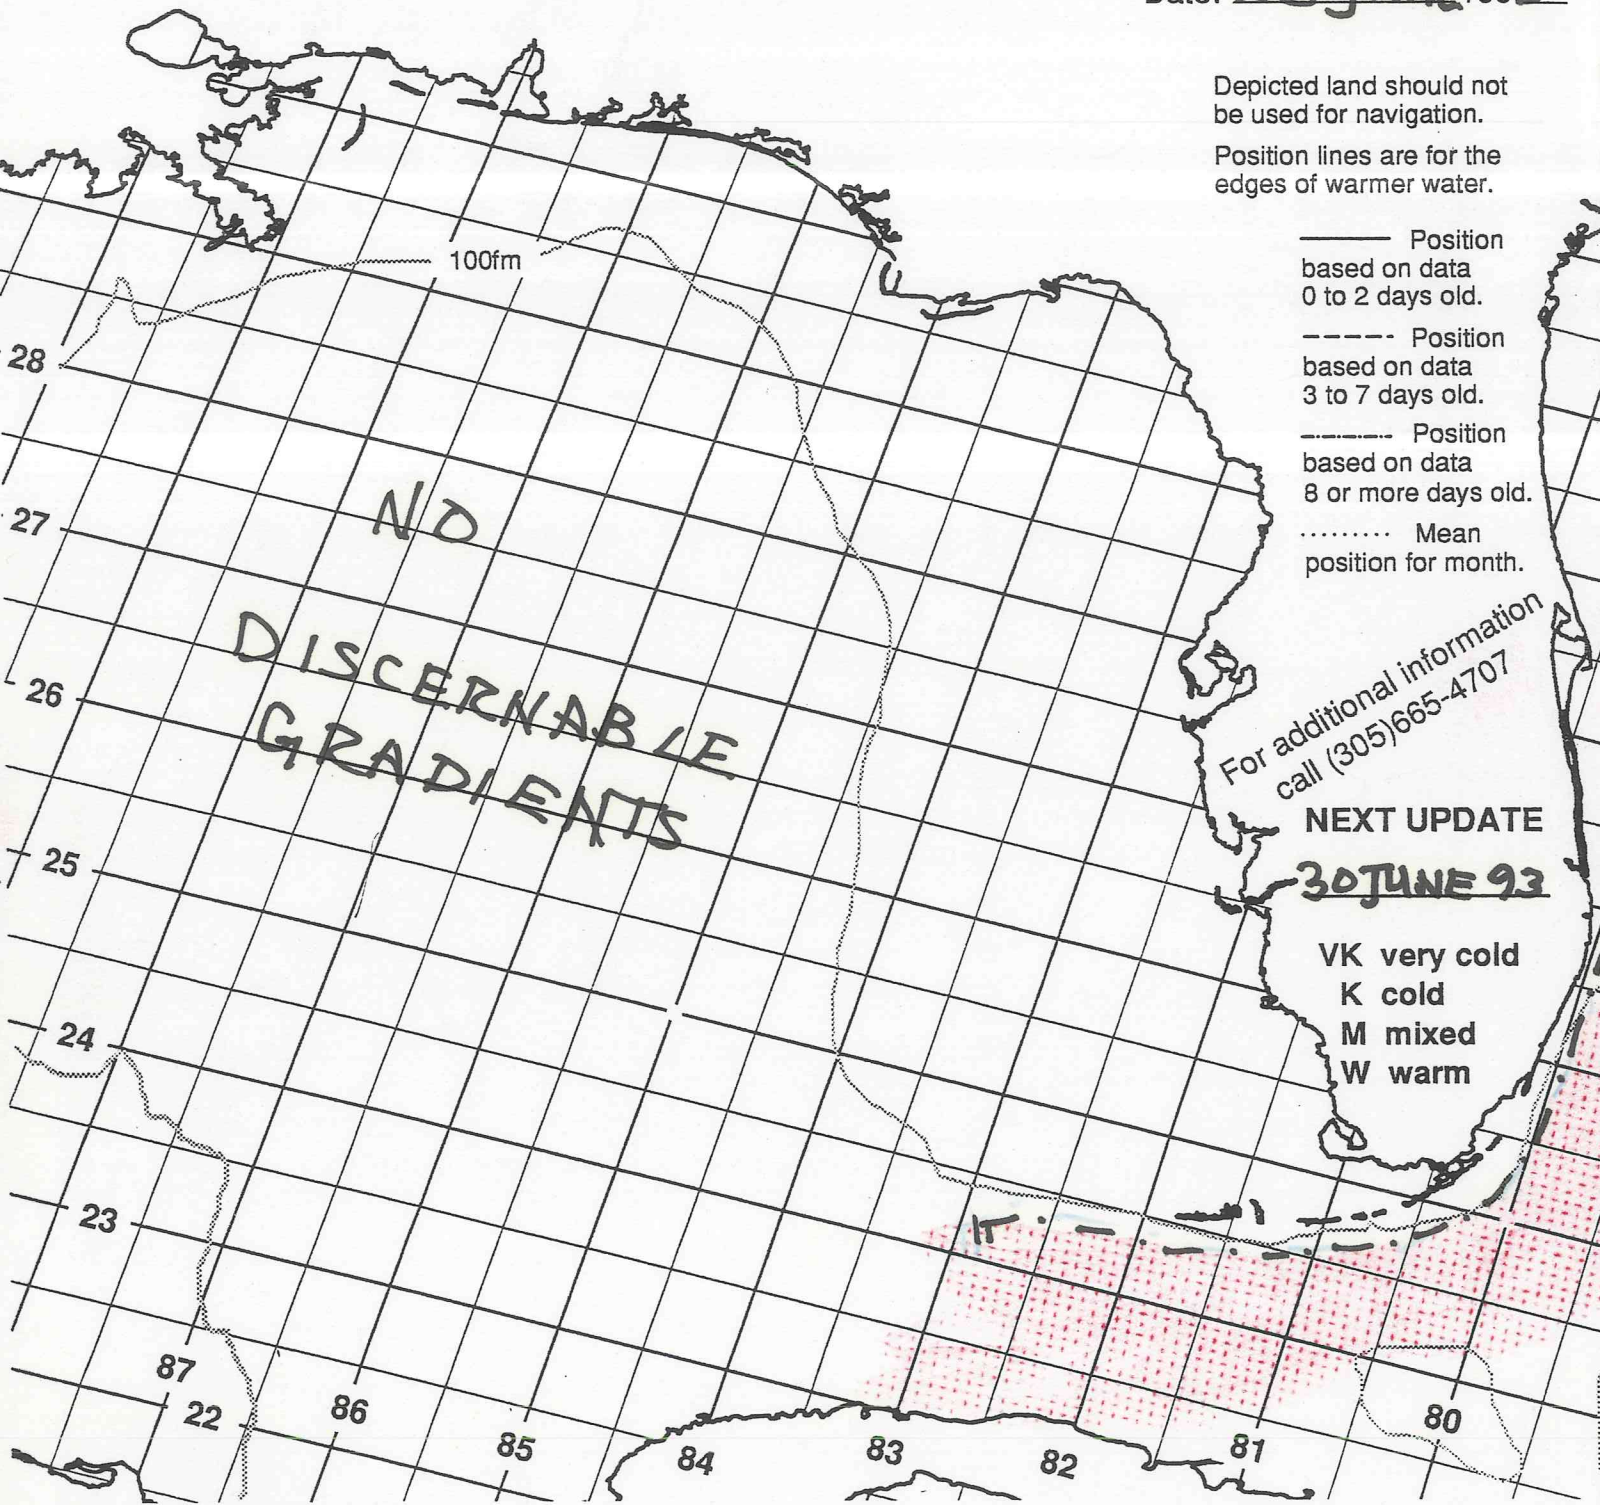 Date:
Depicted land should not
be used for navigation.
Position lines are for the
edges of warmer water.
Position
based on data
0 to 2 days old.
Position
based on data
3 to 7 days old.
Position
based on data
8 or more days old.
Mean
position for month.
For additional information
call (305)665-4707
NEXT UPDATE
30 JUNE 93
VK very cold
K cold
M mixed
W warm
100fm
NO
DISCERNABLE
GRADIENTS
28
27
26
25
24
23
22
87
86
85
84
83
82
81
80